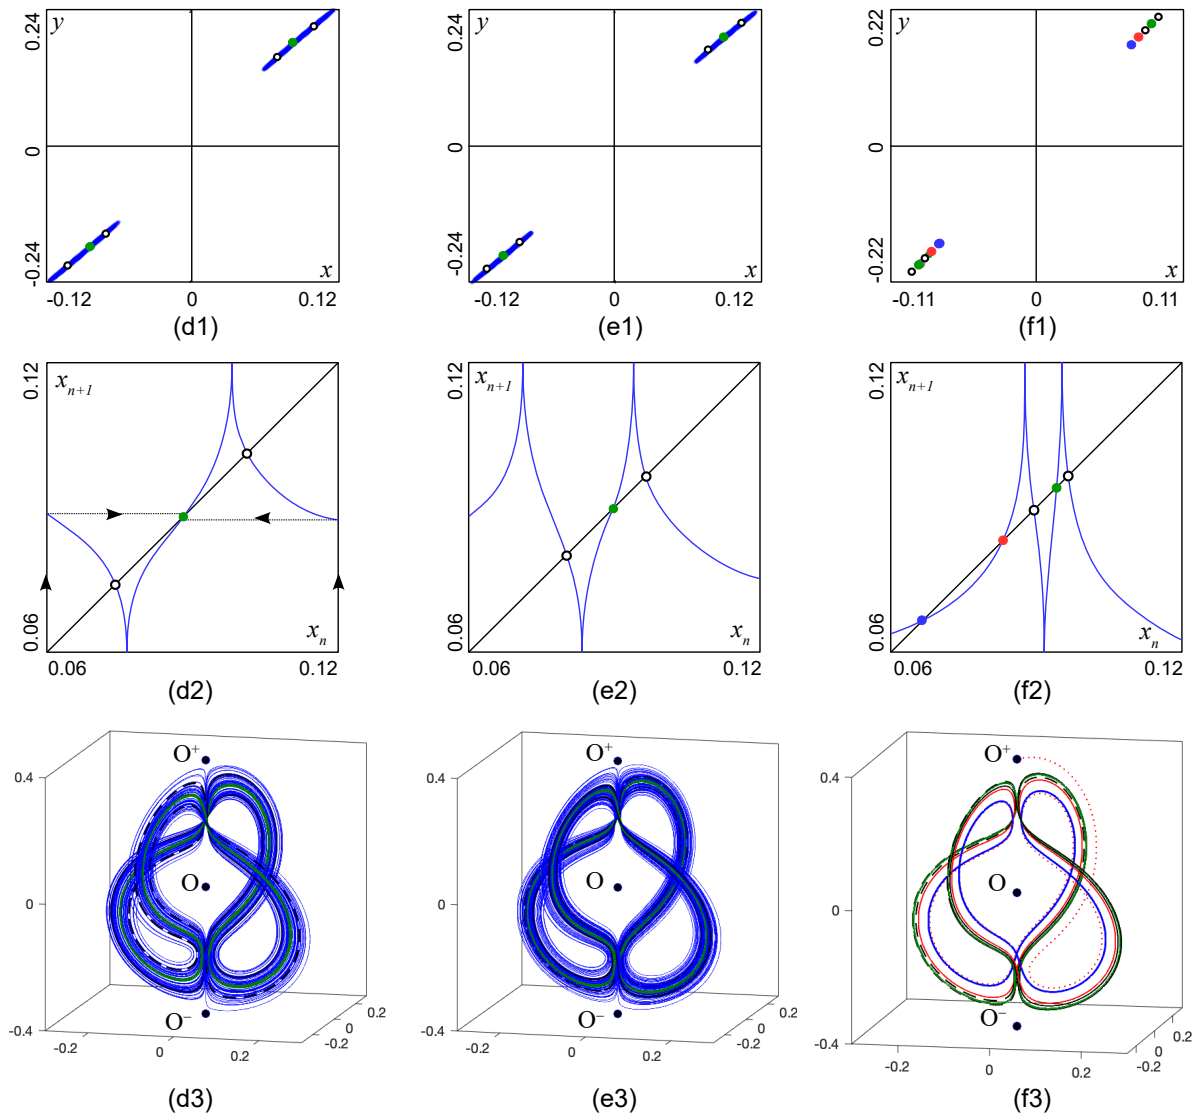 0.24
y
0
-0.24
x
-0.12
0
0.12
(d1)
0.24
y
0
-0.24
x
-0.12
0
0.12
(e1)
0.22
y
0
-0.22
x
-0.11
0
0.11
(f1)
0.12
x_{n+1}
0.06
x_n
0.06
0.12
(d2)
0.12
x_{n+1}
0.06
x_n
0.06
0.12
(e2)
0.12
x_{n+1}
0.06
x_n
0.06
0.12
(f2)
O⁺
0.4
O
0
O⁻
-0.4
-0.2
0
0.2
-0.2
0
0.2
(d3)
O⁺
0.4
O
0
O⁻
-0.4
-0.2
0
0.2
-0.2
0
0.2
(e3)
O⁺
0.4
O
0
O⁻
-0.4
-0.2
0
0.2
-0.2
0
0.2
(f3)